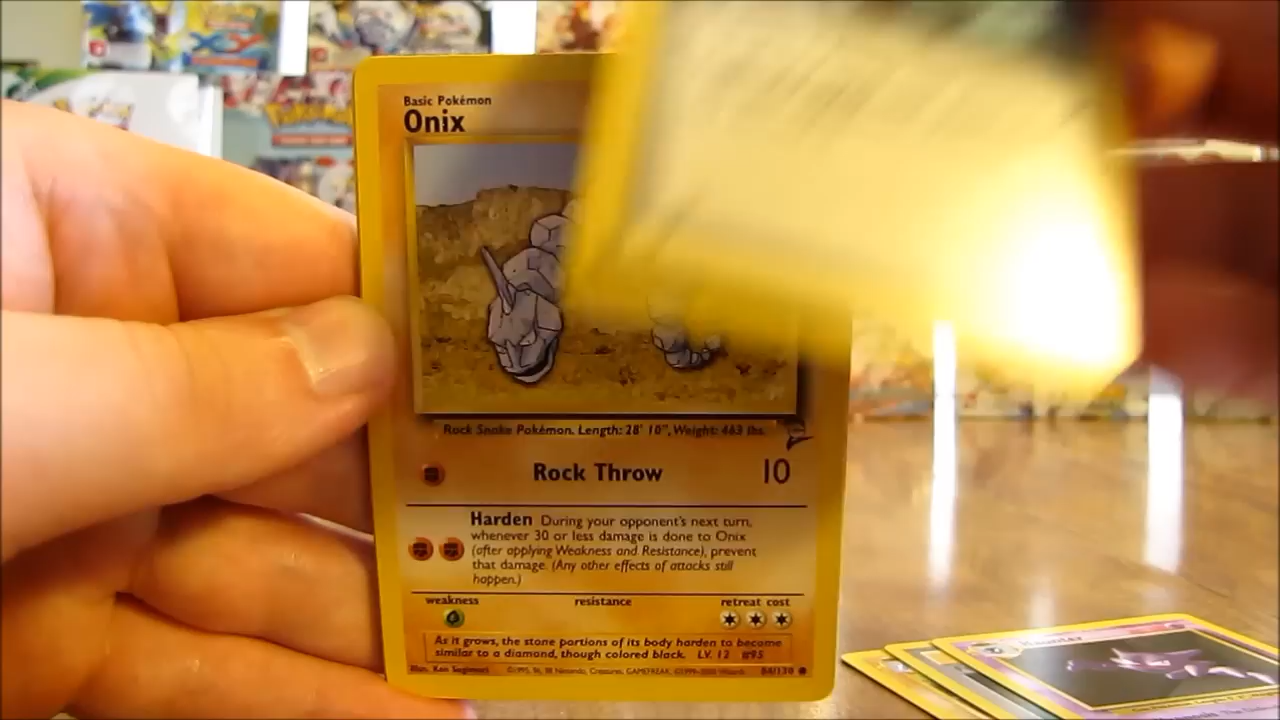 XY
Pokémon
Basic Pokémon
Onix
Rock Snake Pokémon. Length: 28' 10", Weight: 463 lbs.
Rock Throw 10
Harden During your opponent's next turn,
whenever 30 or less damage is done to Onix
(after applying Weakness and Resistance), prevent
that damage. (Any other effects of attacks still
happen.)
weakness resistance retreat cost
As it grows, the stone portions of its body harden to become
similar to a diamond, though colored black. LV. 12 #95
Illus. Ken Sugimori ©1995, 96, 98 Nintendo, Creatures, GAMEFREAK. ©1999-2000 Wizards. 84/130
Haunter